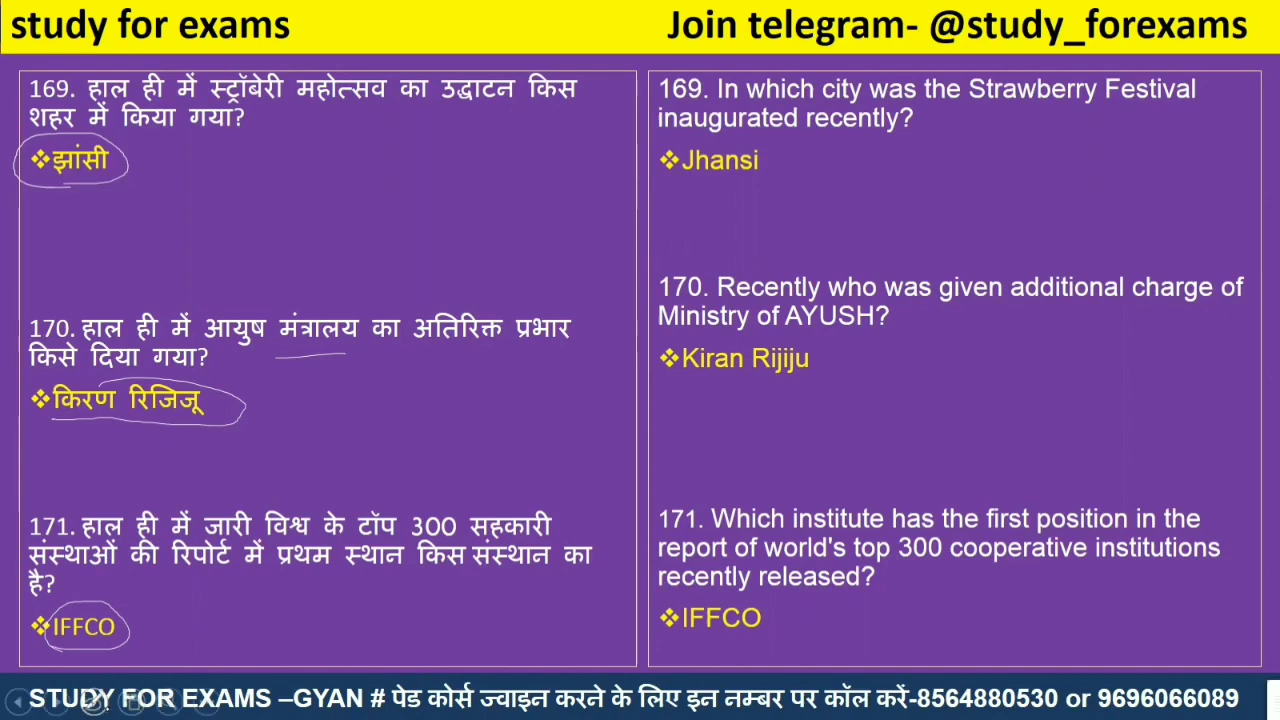 study for exams
Join telegram- @study_forexams
169. हाल ही में स्ट्रॉबेरी महोत्सव का उद्घाटन किस
शहर में किया गया?
❖झांसी
170. हाल ही में आयुष मंत्रालय का अतिरिक्त प्रभार
किसे दिया गया?
❖किरण रिजिजू
171. हाल ही में जारी विश्व के टॉप 300 सहकारी
संस्थाओं की रिपोर्ट में प्रथम स्थान किस संस्थान का
है?
❖IFFCO
169. In which city was the Strawberry Festival
inaugurated recently?
❖Jhansi
170. Recently who was given additional charge of
Ministry of AYUSH?
❖Kiran Rijiju
171. Which institute has the first position in the
report of world's top 300 cooperative institutions
recently released?
❖IFFCO
STUDY FOR EXAMS –GYAN # पेड कोर्स ज्वाइन करने के लिए इन नम्बर पर कॉल करें-8564880530 or 9696066089